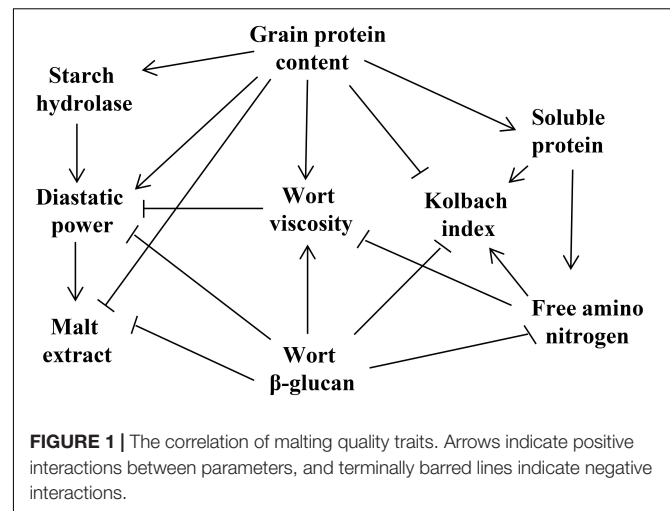 Grain protein
content
Starch
hydrolase
Soluble
protein
Diastatic
power
Wort
viscosity
Kolbach
index
Malt
extract
Wort
β-glucan
Free amino
nitrogen
FIGURE 1 | The correlation of malting quality traits. Arrows indicate positive
interactions between parameters, and terminally barred lines indicate negative
interactions.